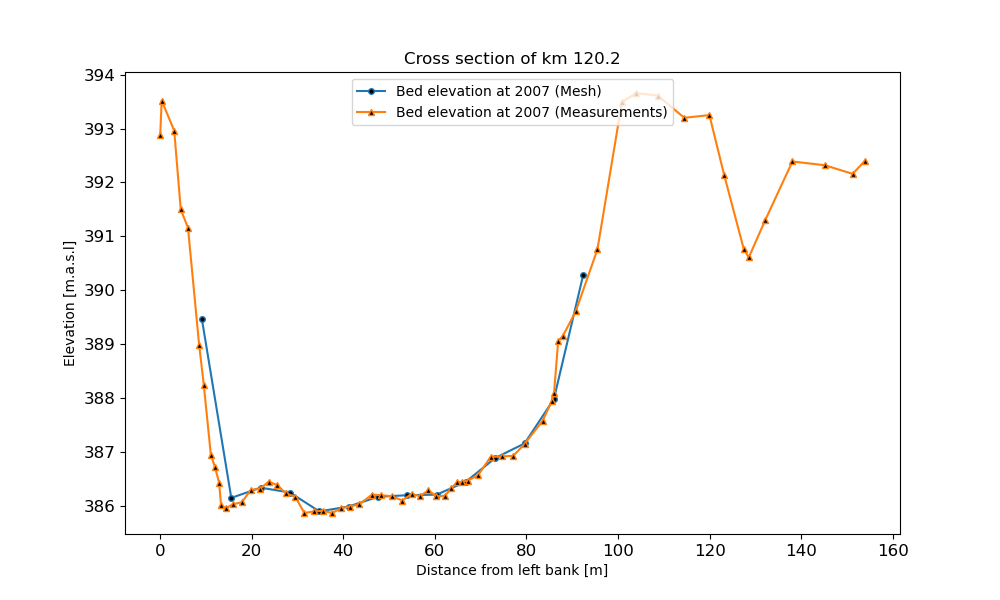 Cross section of km 120.2
Bed elevation at 2007 (Mesh)
Bed elevation at 2007 (Measurements)
Elevation [m.a.s.l]
394
393
392
391
390
389
388
387
386
0 20 40 60 80 100 120 140 160
Distance from left bank [m]